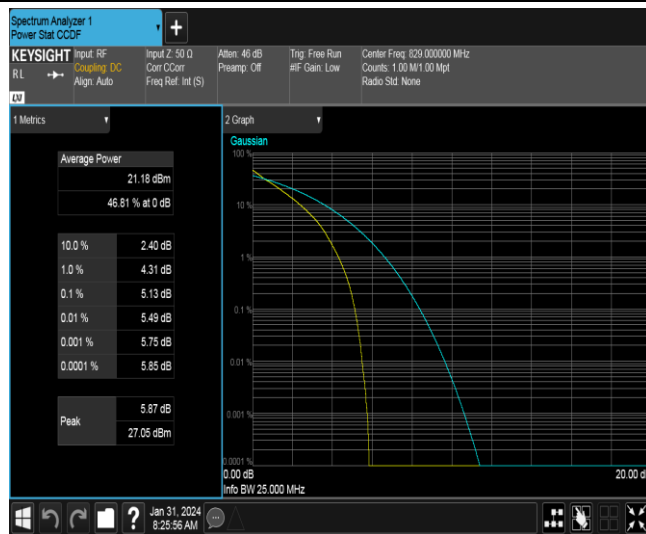 Spectrum Analyzer 1
Power Stat CCDF
+
KEYSIGHT
RL
LXI
Input: RF
Coupling: DC
Align: Auto
Input Z: 50 Ω
Corr CCorr
Freq Ref: Int (S)
Atten: 46 dB
Preamp: Off
Trig: Free Run
#IF Gain: Low
Center Freq: 829.000000 MHz
Counts: 1.00 M/1.00 Mpt
Radio Std: None
1 Metrics
Average Power
21.18 dBm
46.81 % at 0 dB
10.0 % 2.40 dB
1.0 % 4.31 dB
0.1 % 5.13 dB
0.01 % 5.49 dB
0.001 % 5.75 dB
0.0001 % 5.85 dB
Peak
5.87 dB
27.05 dBm
2 Graph
Gaussian
100 %
10 %
1 %
0.1 %
0.01 %
0.001 %
0.0001 %
0.00 dB 20.00 d
Info BW 25.000 MHz
?
Jan 31, 2024
8:25:56 AM